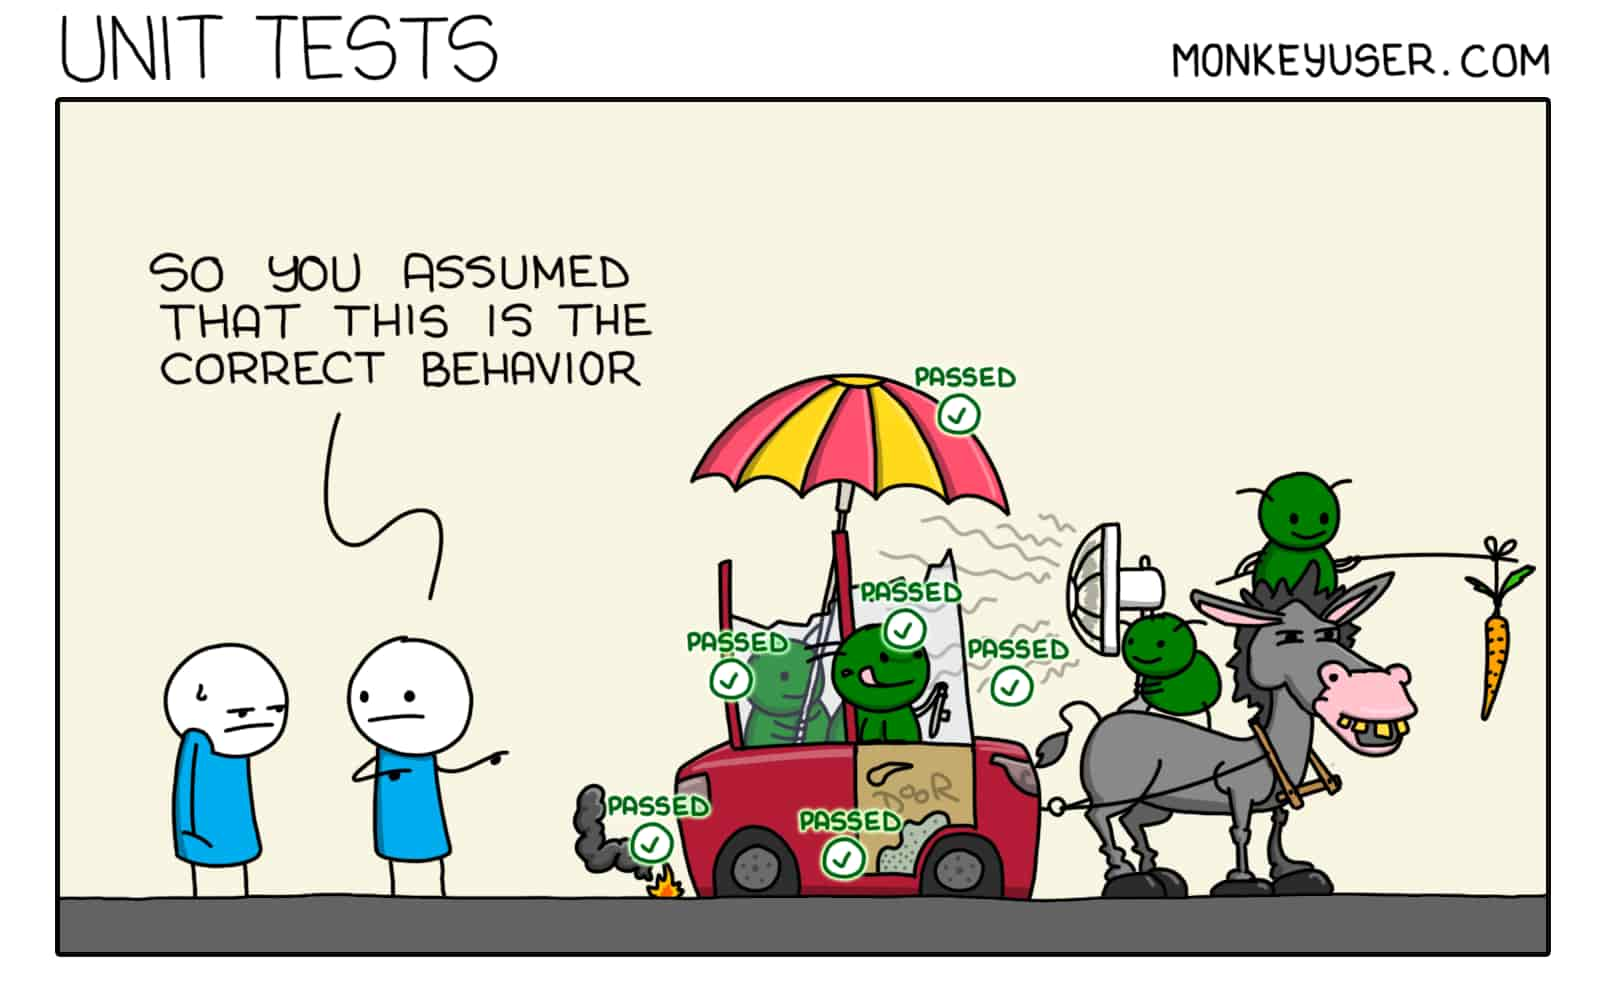 UNIT TESTS
MONKEYUSER.COM
SO YOU ASSUMED
THAT THIS IS THE
CORRECT BEHAVIOR
PASSED
PASSED
PASSED
PASSED
DOOR
PASSED
PASSED